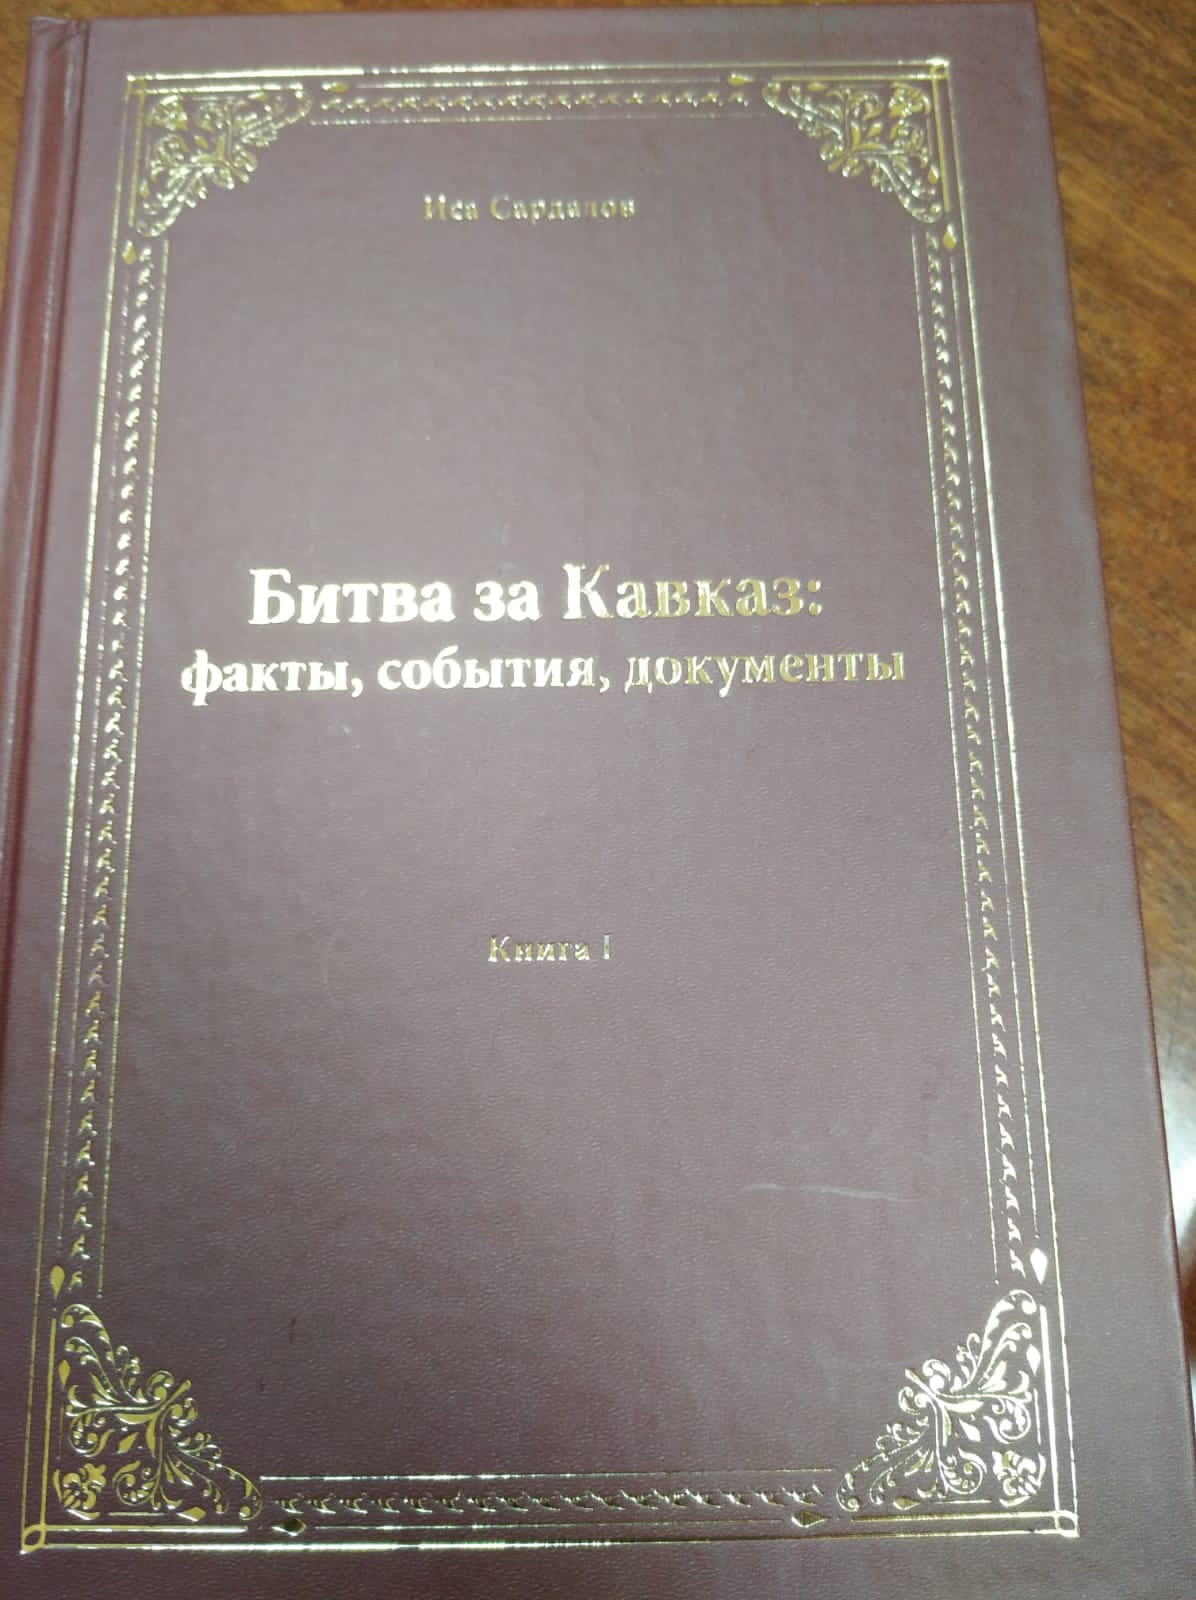 Иса Сардалов
Битва за Кавказ:
факты, события, документы
Книга I